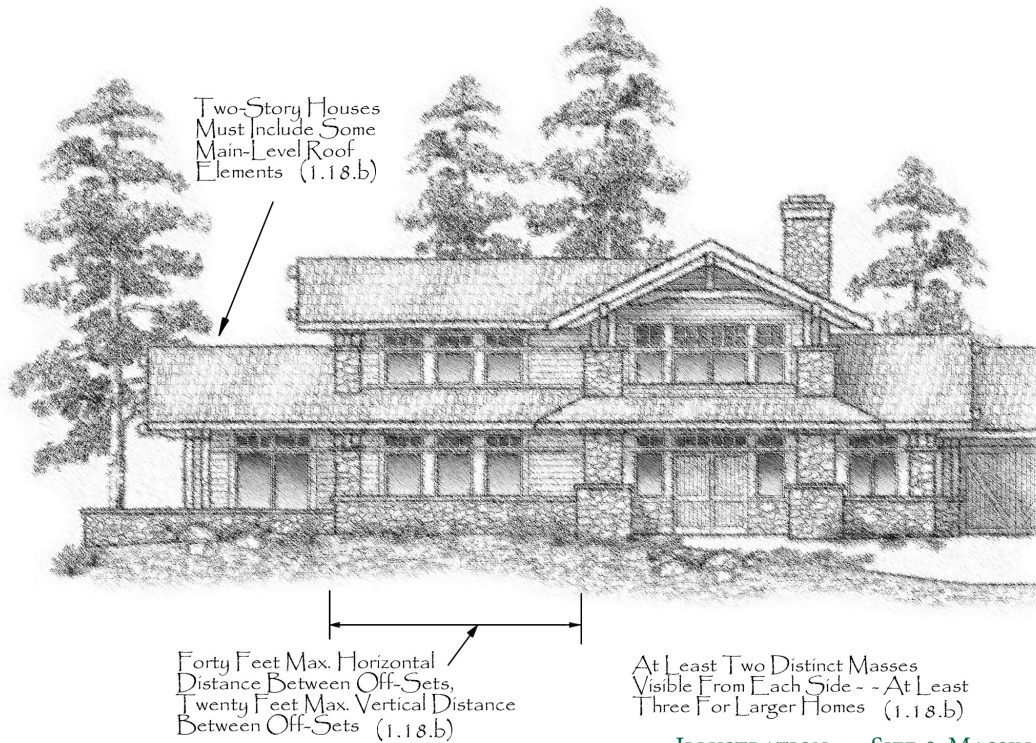 Two-Story Houses
Must Include Some
Main-Level Roof
Elements (1.18.b)
Forty Feet Max. Horizontal
Distance Between Off-Sets,
Twenty Feet Max. Vertical Distance
Between Off-Sets (1.18.b)
At Least Two Distinct Masses
Visible From Each Side - - At Least
Three For Larger Homes (1.18.b)